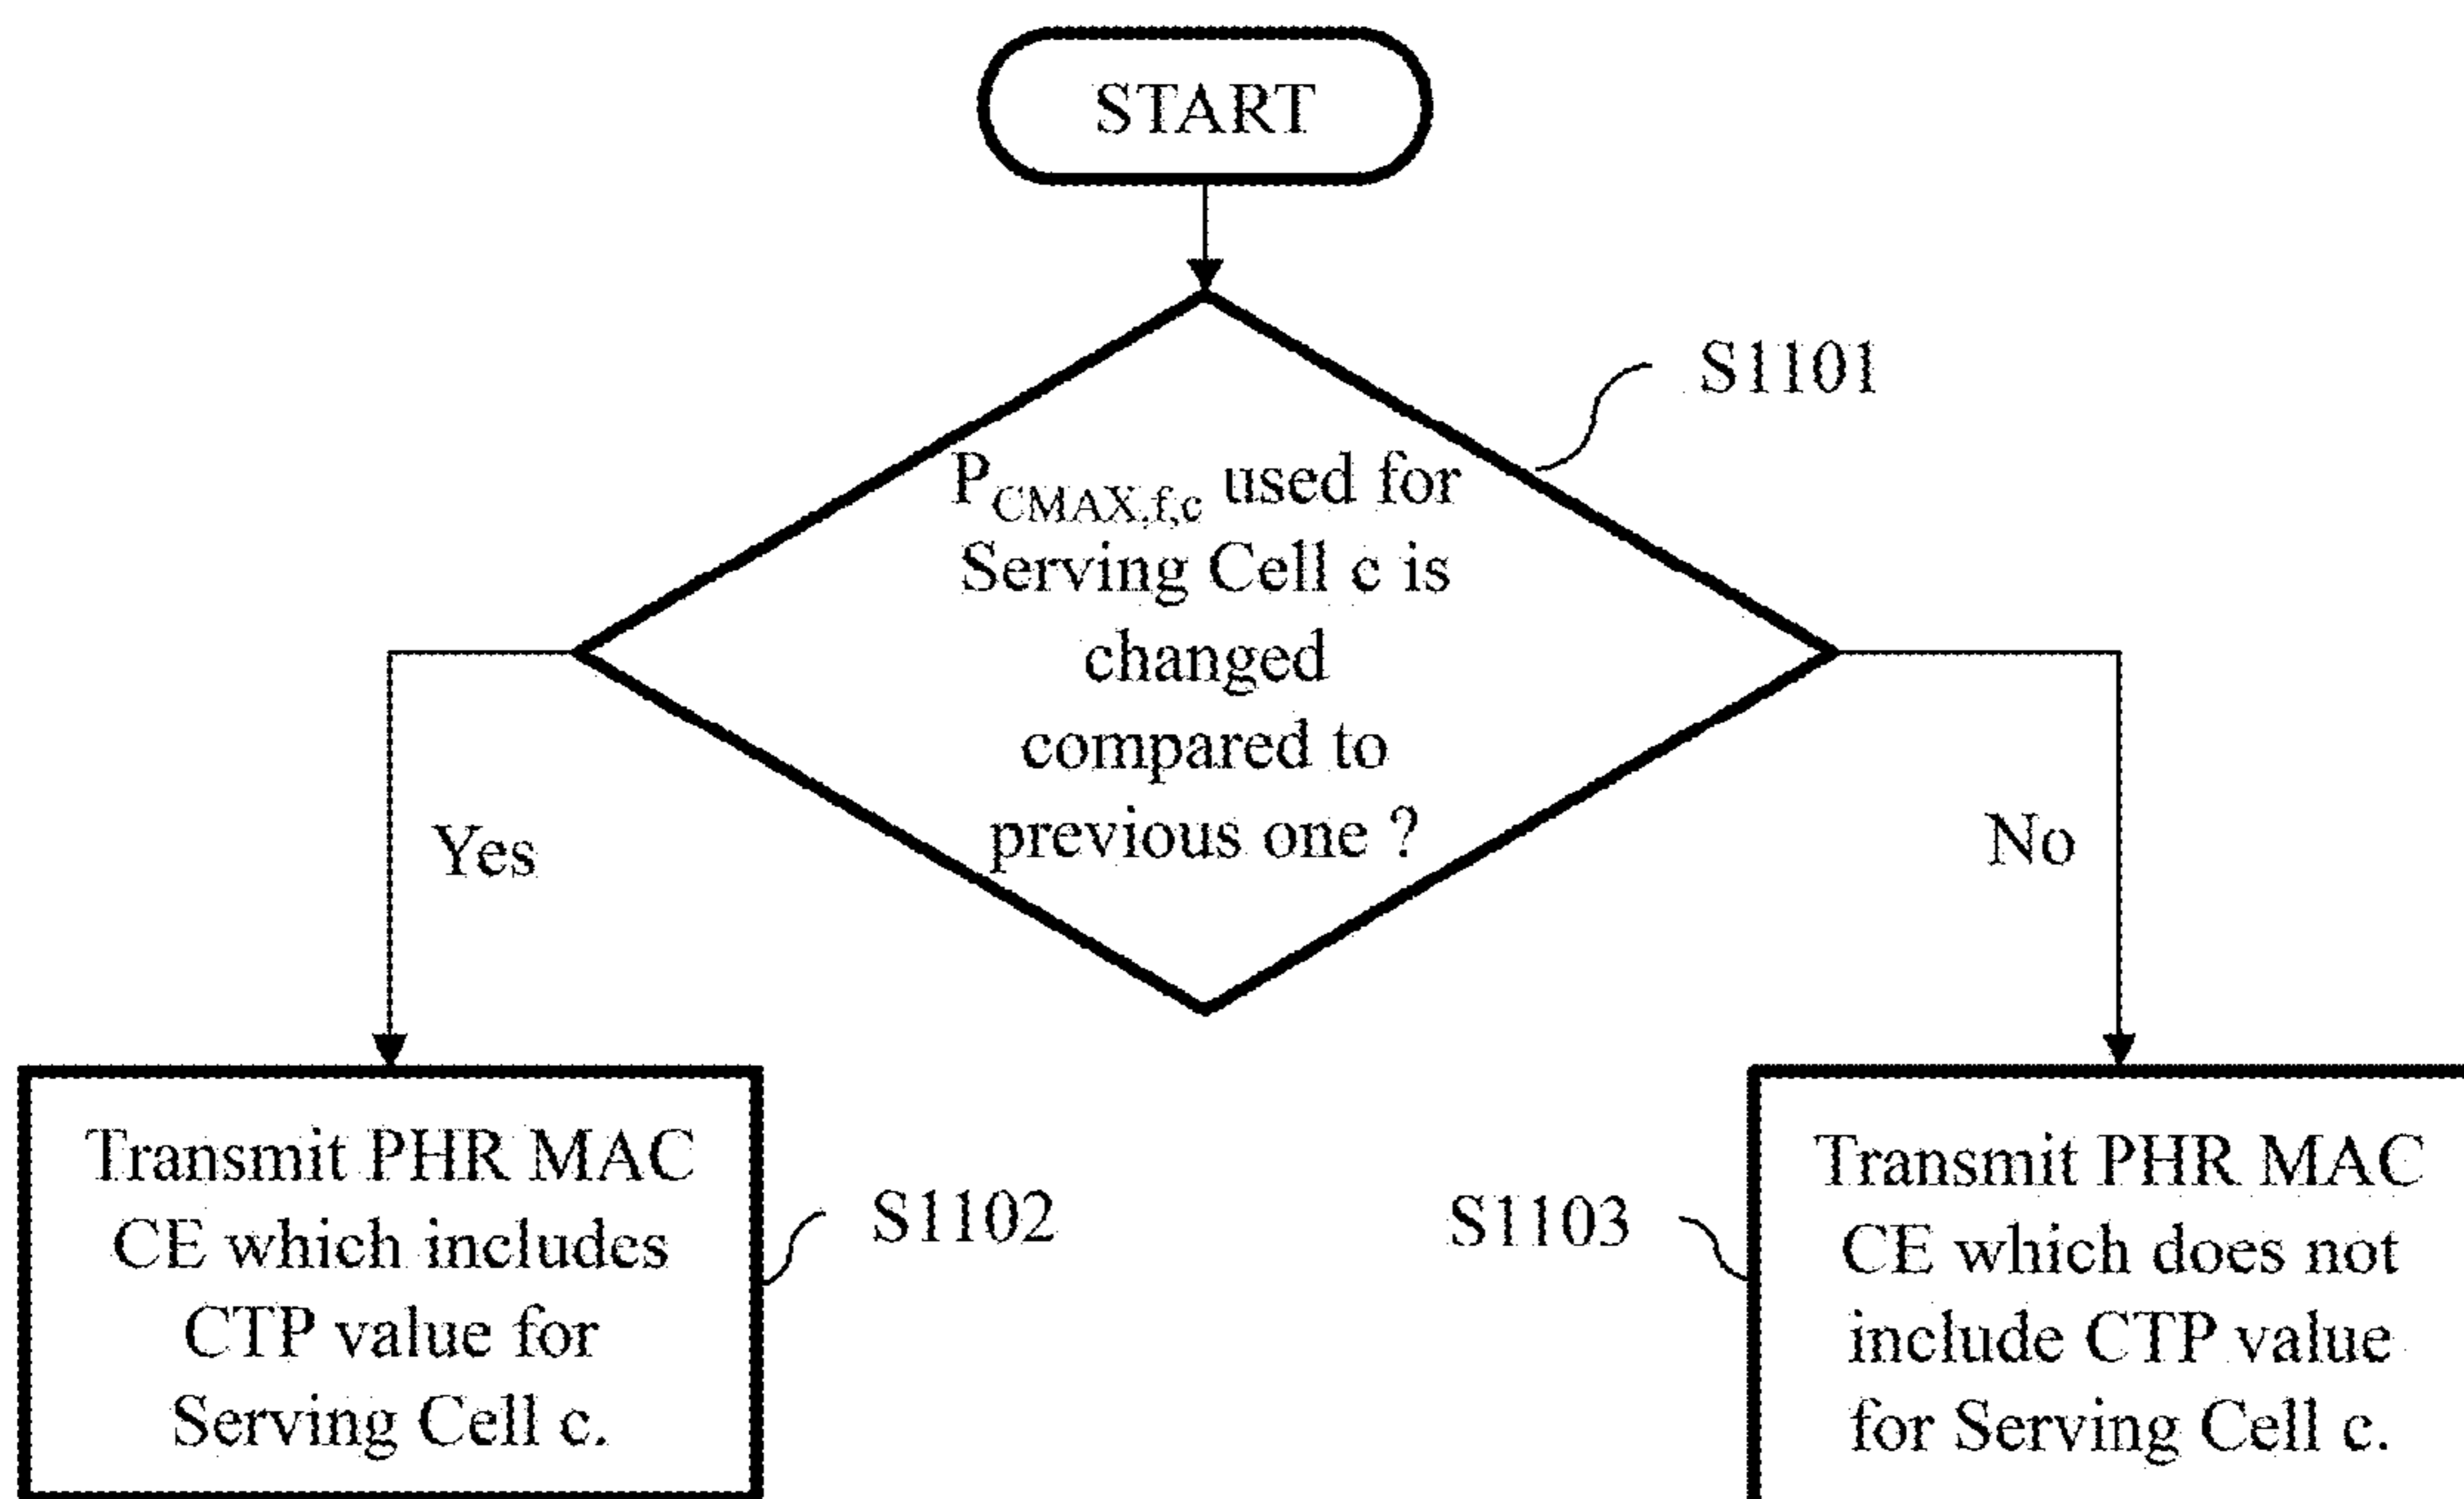 START
S1101
P_CMAX,f,c used for
Serving Cell c is
changed
compared to
previous one ?
Yes
No
Transmit PHR MAC
CE which includes
CTP value for
Serving Cell c.
S1102
S1103
Transmit PHR MAC
CE which does not
include CTP value
for Serving Cell c.